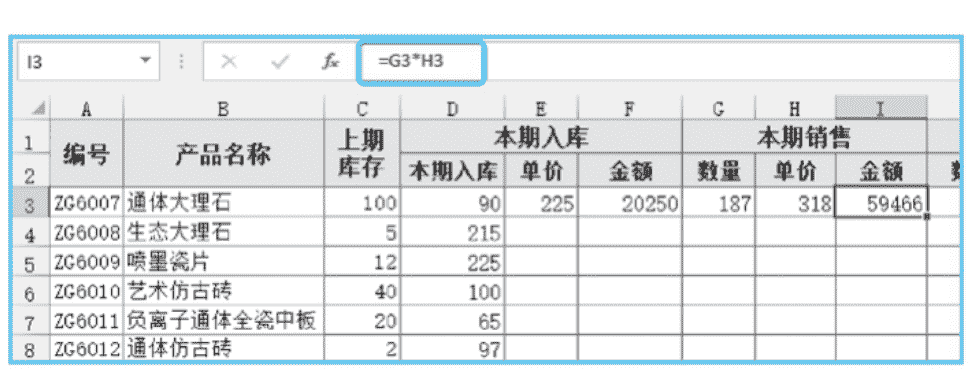 I3 fx =G3*H3
A B C D E F G H I
1 编号 产品名称 上期库存 本期入库 本期销售
2 本期入库 单价 金额 数量 单价 金额
3 ZG6007 通体大理石 100 90 225 20250 187 318 59466
4 ZG6008 生态大理石 5 215
5 ZG6009 喷墨瓷片 12 225
6 ZG6010 艺术仿古砖 40 100
7 ZG6011 负离子通体全瓷中板 20 65
8 ZG6012 通体仿古砖 2 97